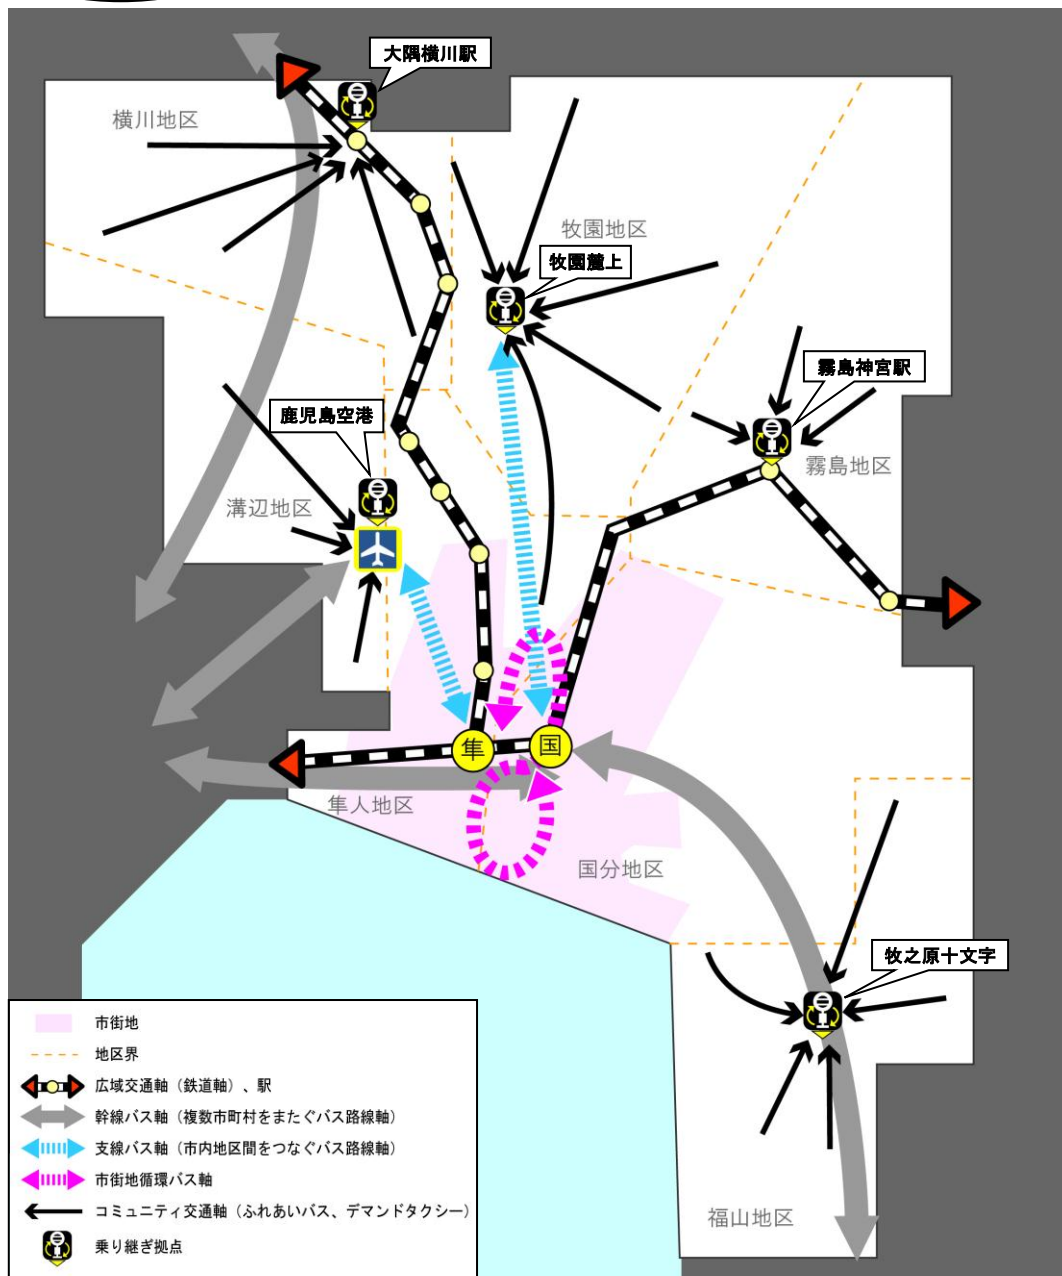 大隅横川駅
横川地区
牧園地区
牧園麓上
霧島神宮駅
鹿児島空港
霧島地区
溝辺地区
隼
国
隼人地区
国分地区
牧之原十文字
福山地区
市街地
地区界
広域交通軸（鉄道軸）、駅
幹線バス軸（複数市町村をまたぐバス路線軸）
支線バス軸（市内地区間をつなぐバス路線軸）
市街地循環バス軸
コミュニティ交通軸（ふれあいバス、デマンドタクシー）
乗り継ぎ拠点